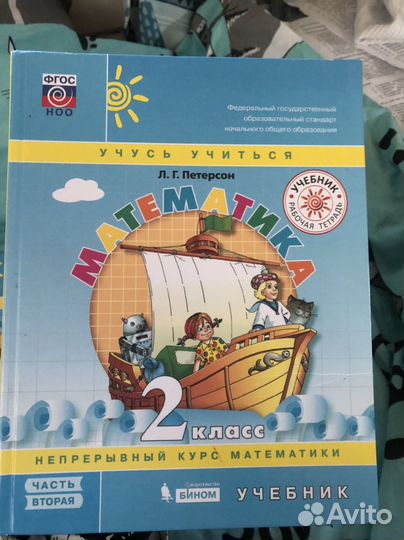 ФГОС
НОО
Федеральный государственный
образовательный стандарт
начального общего образования
УЧУСЬ УЧИТЬСЯ
Л. Г. Петерсон
УЧЕБНИК
РАБОЧАЯ ТЕТРАДЬ
МАТЕМАТИКА
2 класс
НЕПРЕРЫВНЫЙ КУРС МАТЕМАТИКИ
ЧАСТЬ
ВТОРАЯ
ИЗДАТЕЛЬСТВО
БИНОМ
УЧЕБНИК
Avito